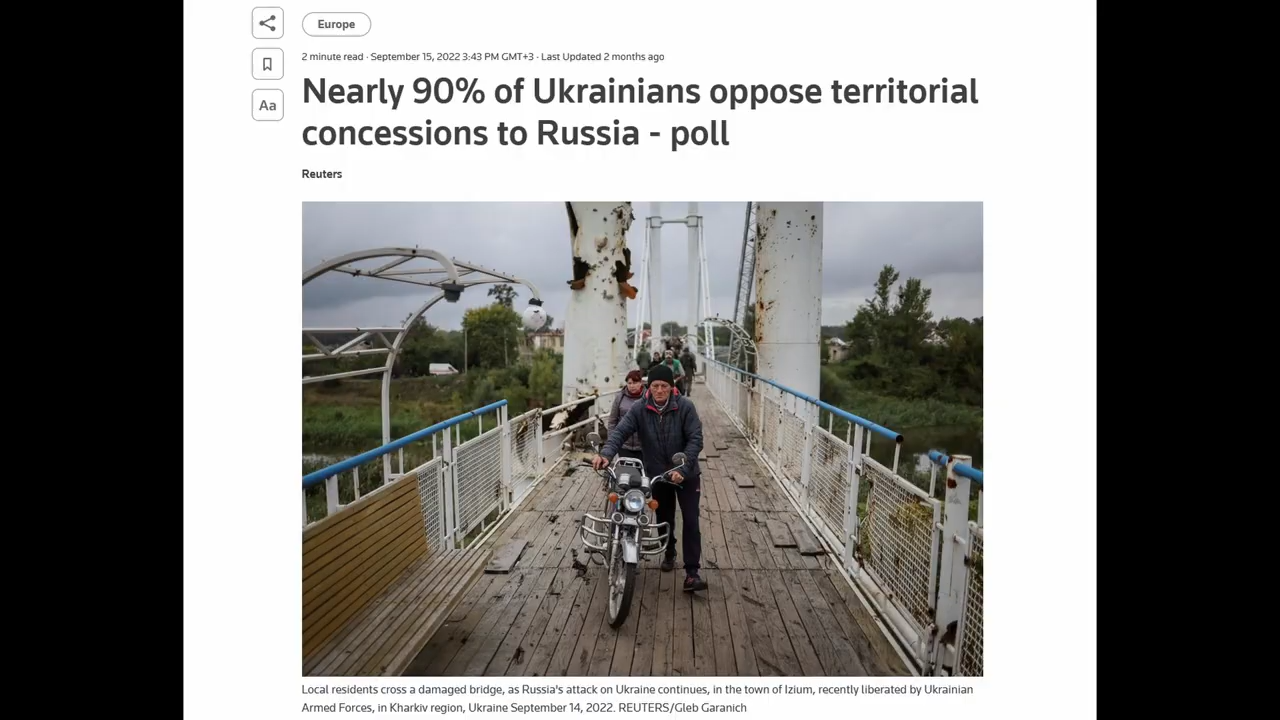 Europe
2 minute read · September 15, 2022 3:43 PM GMT+3 · Last Updated 2 months ago
Aa
Nearly 90% of Ukrainians oppose territorial
concessions to Russia - poll
Reuters
Local residents cross a damaged bridge, as Russia's attack on Ukraine continues, in the town of Izium, recently liberated by Ukrainian
Armed Forces, in Kharkiv region, Ukraine September 14, 2022. REUTERS/Gleb Garanich